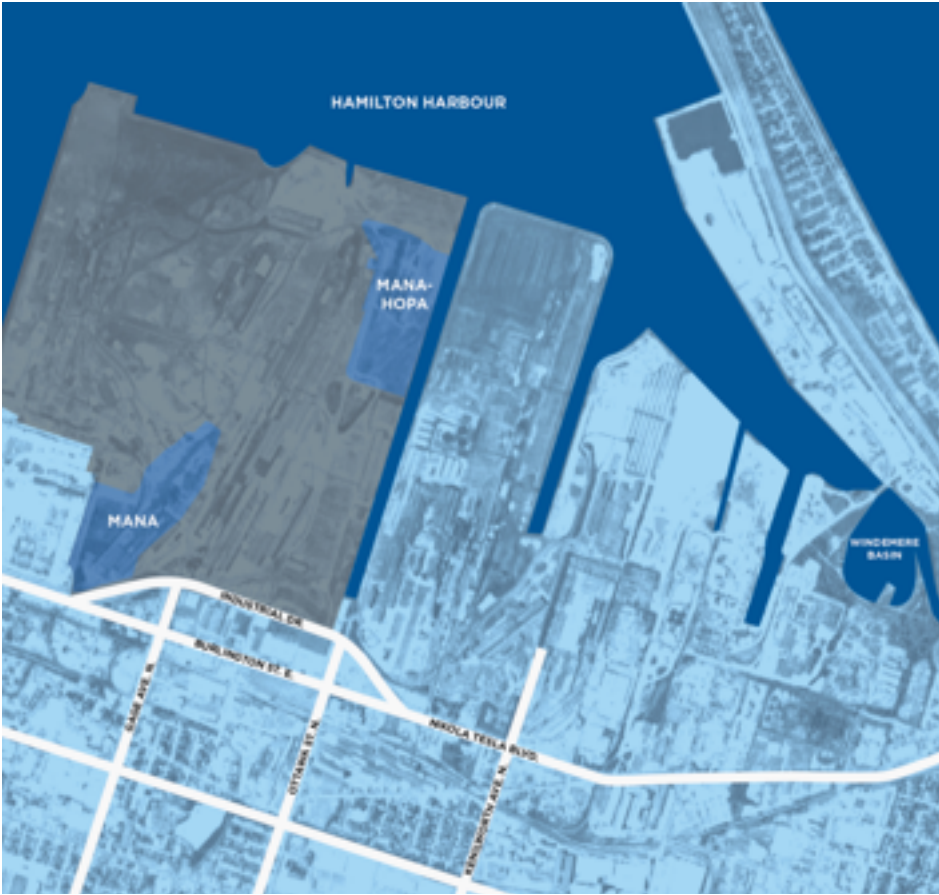 HAMILTON HARBOUR
MANA-
HOPA
MANA
WINDEMERE
BASIN
INDUSTRIAL DR.
BURLINGTON ST. E.
GAGE AVE. N.
OTTAWA ST. N.
NIKOLA TESLA BLVD.
KENILWORTH AVE. N.